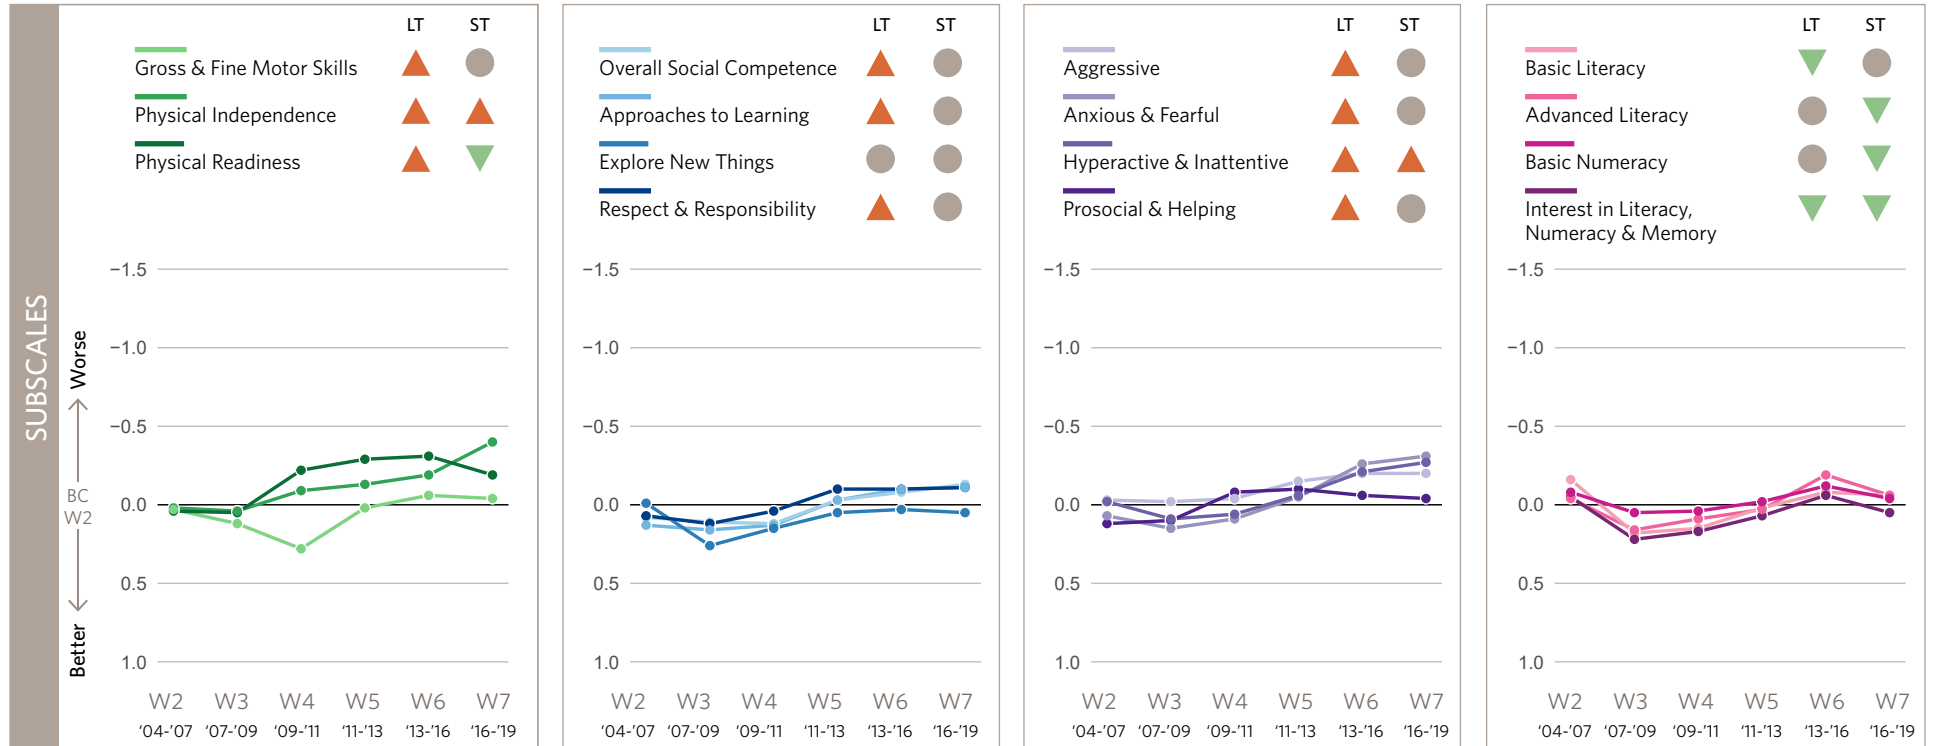 SUBSCALES
Worse
BC
W2
Better
LT ST
Gross & Fine Motor Skills
Physical Independence
Physical Readiness
−1.5
−1.0
−0.5
0.0
0.5
1.0
W2 W3 W4 W5 W6 W7
‘04-’07 ‘07-’09 ‘09-’11 ‘11-’13 ‘13-’16 ‘16-’19
LT ST
Overall Social Competence
Approaches to Learning
Explore New Things
Respect & Responsibility
−1.5
−1.0
−0.5
0.0
0.5
1.0
W2 W3 W4 W5 W6 W7
‘04-’07 ‘07-’09 ‘09-’11 ‘11-’13 ‘13-’16 ‘16-’19
LT ST
Aggressive
Anxious & Fearful
Hyperactive & Inattentive
Prosocial & Helping
−1.5
−1.0
−0.5
0.0
0.5
1.0
W2 W3 W4 W5 W6 W7
‘04-’07 ‘07-’09 ‘09-’11 ‘11-’13 ‘13-’16 ‘16-’19
LT ST
Basic Literacy
Advanced Literacy
Basic Numeracy
Interest in Literacy,
Numeracy & Memory
−1.5
−1.0
−0.5
0.0
0.5
1.0
W2 W3 W4 W5 W6 W7
‘04-’07 ‘07-’09 ‘09-’11 ‘11-’13 ‘13-’16 ‘16-’19